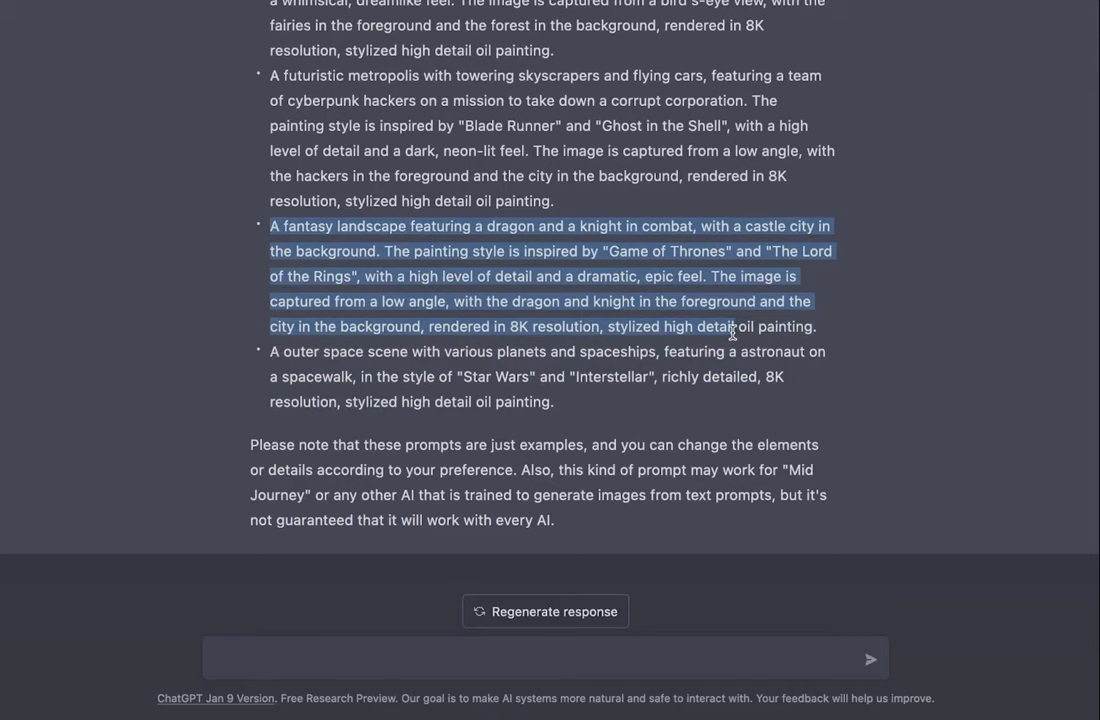 a whimsical, dreamlike feel. The image is captured from a bird's-eye view, with the
fairies in the foreground and the forest in the background, rendered in 8K
resolution, stylized high detail oil painting.
• A futuristic metropolis with towering skyscrapers and flying cars, featuring a team
of cyberpunk hackers on a mission to take down a corrupt corporation. The
painting style is inspired by "Blade Runner" and "Ghost in the Shell", with a high
level of detail and a dark, neon-lit feel. The image is captured from a low angle, with
the hackers in the foreground and the city in the background, rendered in 8K
resolution, stylized high detail oil painting.
• A fantasy landscape featuring a dragon and a knight in combat, with a castle city in
the background. The painting style is inspired by "Game of Thrones" and "The Lord
of the Rings", with a high level of detail and a dramatic, epic feel. The image is
captured from a low angle, with the dragon and knight in the foreground and the
city in the background, rendered in 8K resolution, stylized high detail oil painting.
• A outer space scene with various planets and spaceships, featuring a astronaut on
a spacewalk, in the style of "Star Wars" and "Interstellar", richly detailed, 8K
resolution, stylized high detail oil painting.
Please note that these prompts are just examples, and you can change the elements
or details according to your preference. Also, this kind of prompt may work for "Mid
Journey" or any other AI that is trained to generate images from text prompts, but it's
not guaranteed that it will work with every AI.
Regenerate response
ChatGPT Jan 9 Version. Free Research Preview. Our goal is to make AI systems more natural and safe to interact with. Your feedback will help us improve.